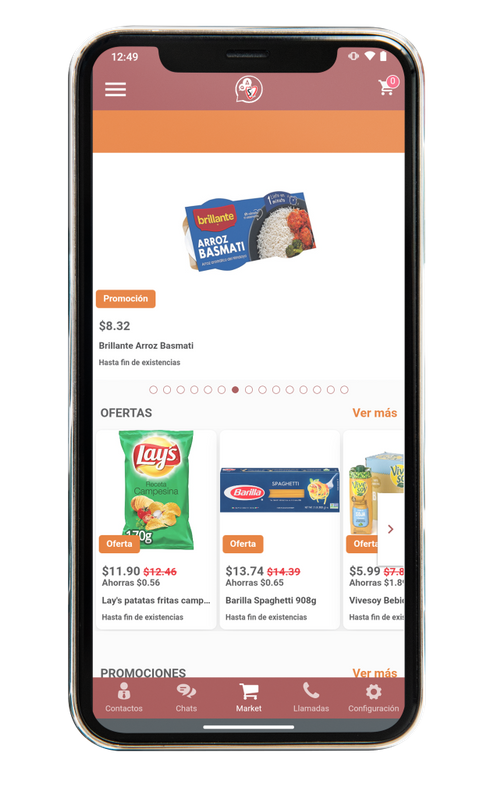 12:49
0
brillante
ARROZ
BASMATI
Promoción
$8.32
Brillante Arroz Basmati
Hasta fin de existencias
OFERTAS
Ver más
Lay's
Receta
Campesina
170g
Oferta
$11.90 $12.46
Ahorras $0.56
Lay's patatas fritas camp...
Hasta fin de existencias
SPAGHETTI
Barilla
Oferta
$13.74 $14.39
Ahorras $0.65
Barilla Spaghetti 908g
Hasta fin de existencias
Oferta
$5.99 $7.8
Ahorras $1.8
Vivesoy Bebi
Hasta fin de exis
PROMOCIONES
Ver más
Contactos
Chats
Market
Llamadas
Configuración